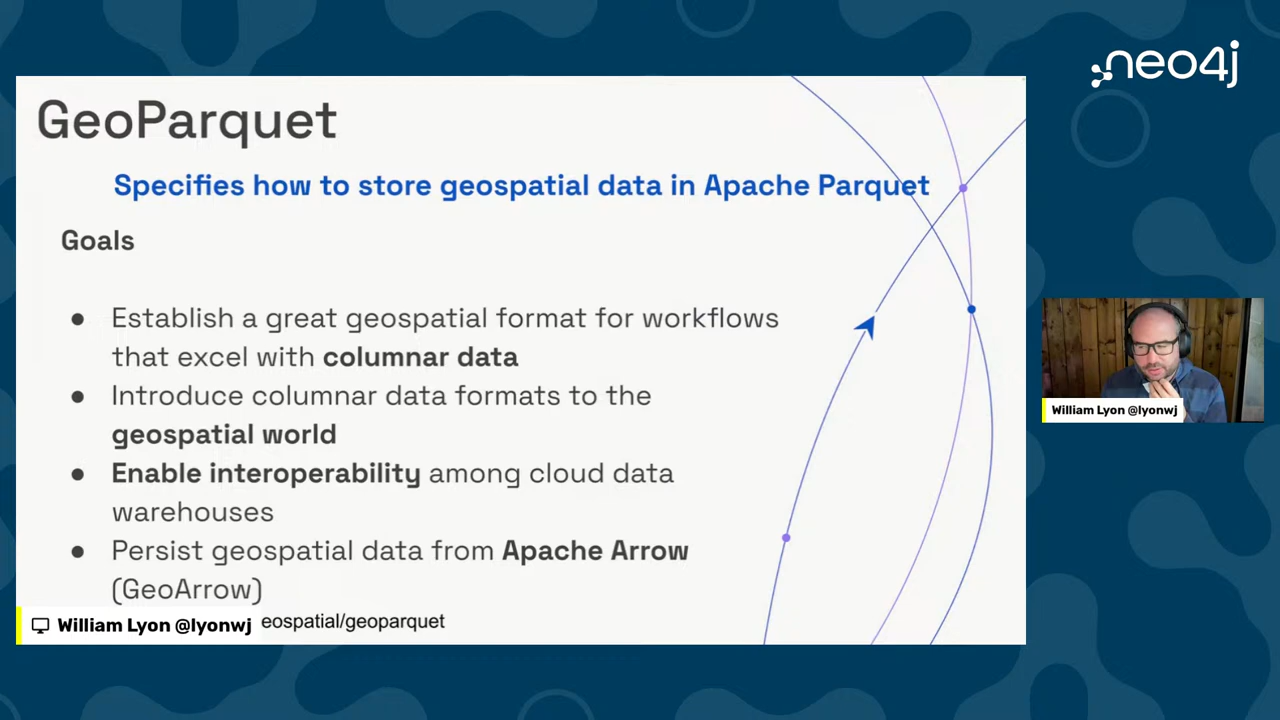 neo4j
GeoParquet
Specifies how to store geospatial data in Apache Parquet
Goals
● Establish a great geospatial format for workflows
that excel with columnar data
● Introduce columnar data formats to the
geospatial world
● Enable interoperability among cloud data
warehouses
● Persist geospatial data from Apache Arrow
(GeoArrow)
William Lyon @lyonwj
eospatial/geoparquet
William Lyon @lyonwj